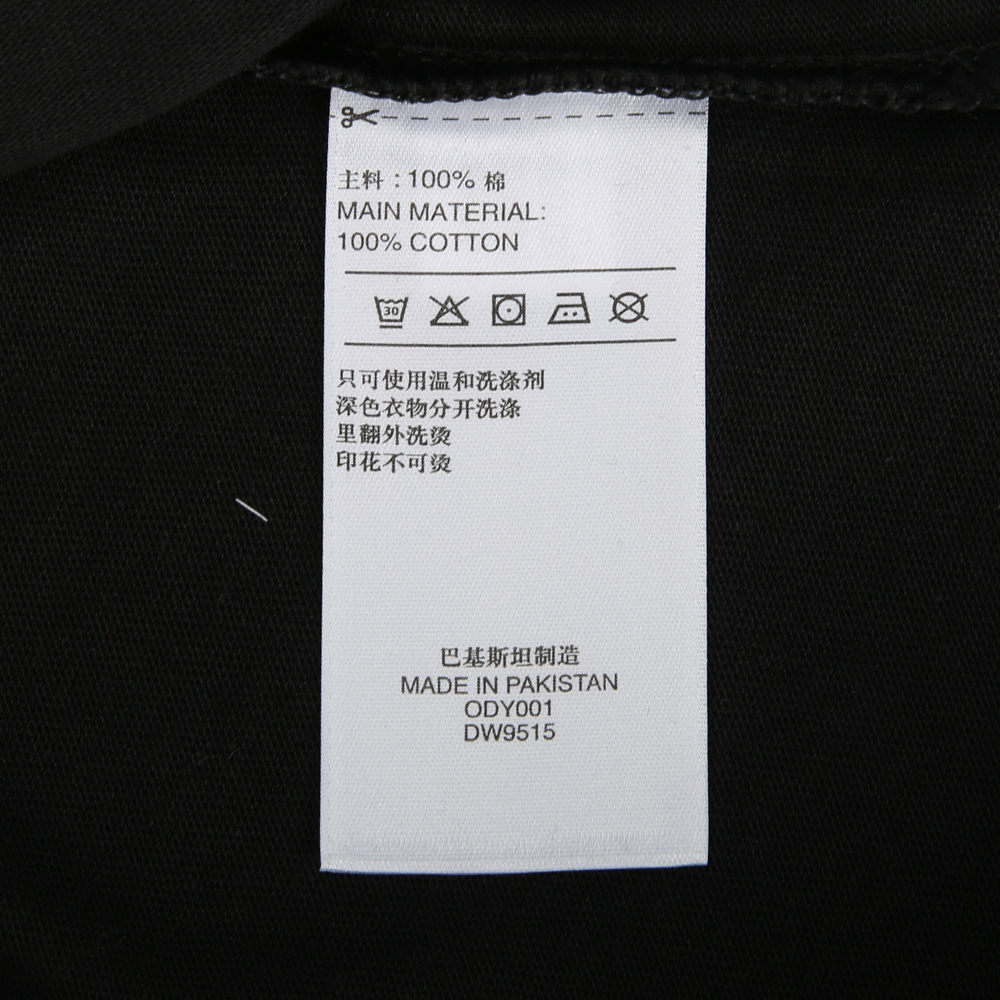 主料 : 100% 棉
MAIN MATERIAL:
100% COTTON
30
只可使用温和洗涤剂
深色衣物分开洗涤
里翻外洗烫
印花不可烫
巴基斯坦制造
MADE IN PAKISTAN
ODY001
DW9515